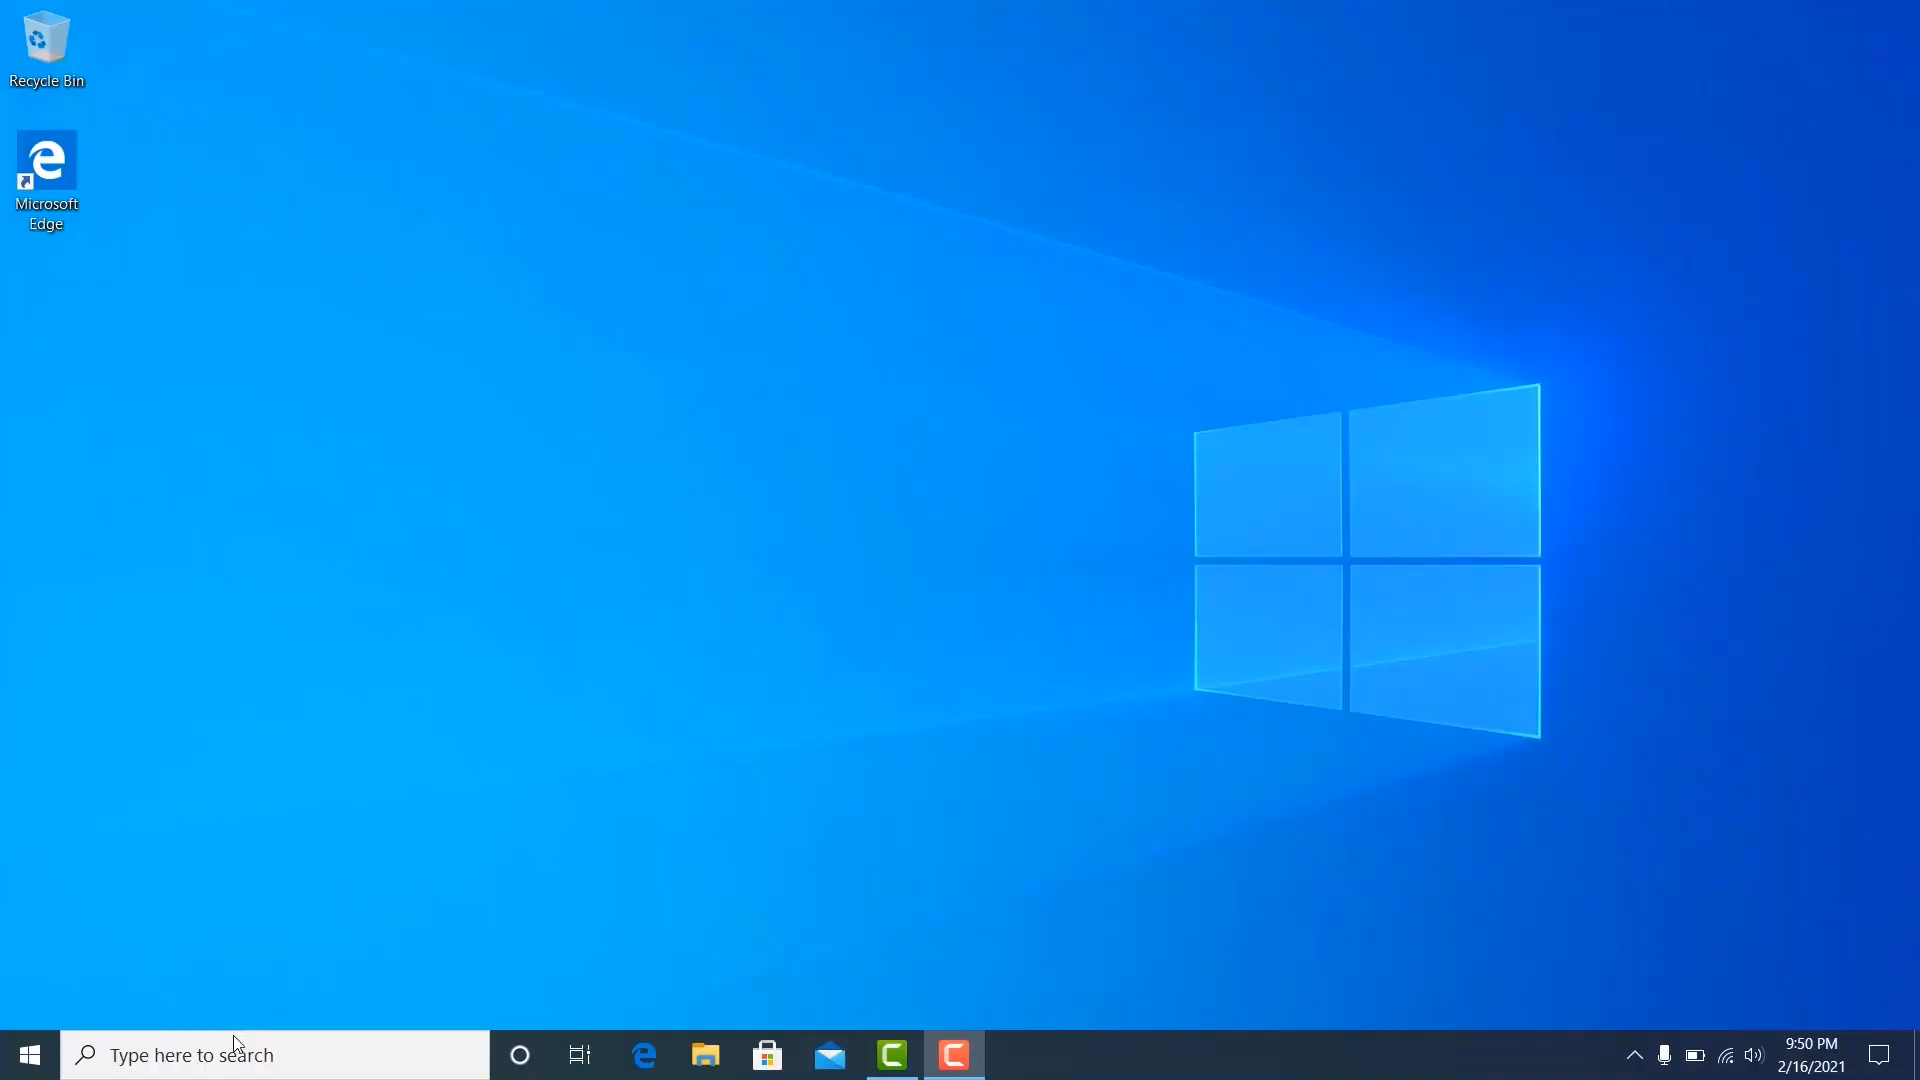 Recycle Bin
Microsoft
Edge
Type here to search
9:50 PM
2/16/2021